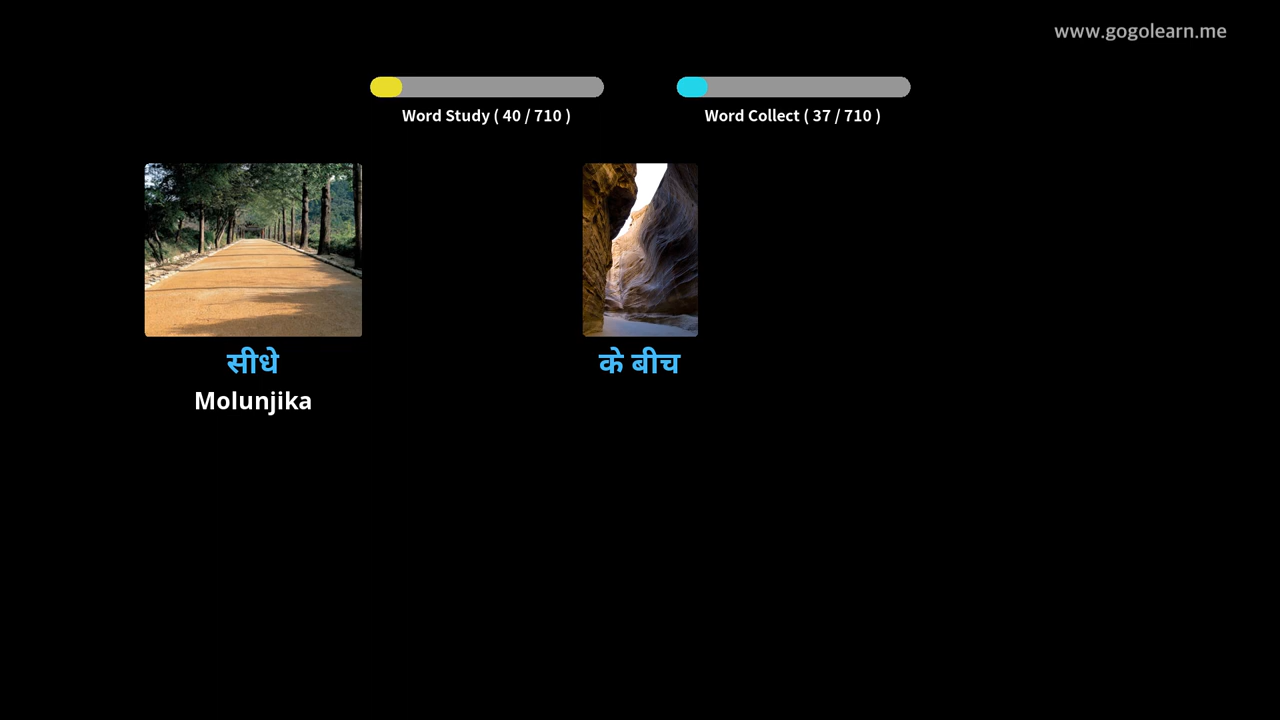 www.gogolearn.me
Word Study ( 40 / 710 )
Word Collect ( 37 / 710 )
सीधे
Molunjika
के बीच